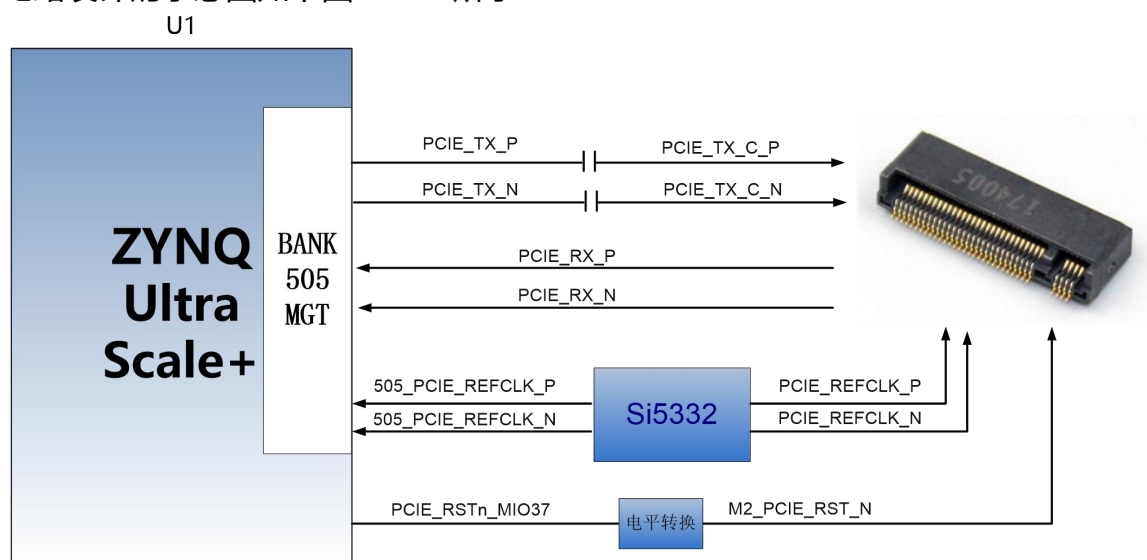 U1
PCIE_TX_P
PCIE_TX_C_P
PCIE_TX_N
PCIE_TX_C_N
ZYNQ
Ultra
Scale+
BANK
505
MGT
PCIE_RX_P
PCIE_RX_N
174005
505_PCIE_REFCLK_P
505_PCIE_REFCLK_N
Si5332
PCIE_REFCLK_P
PCIE_REFCLK_N
PCIE_RSTn_MIO37
电平转换
M2_PCIE_RST_N